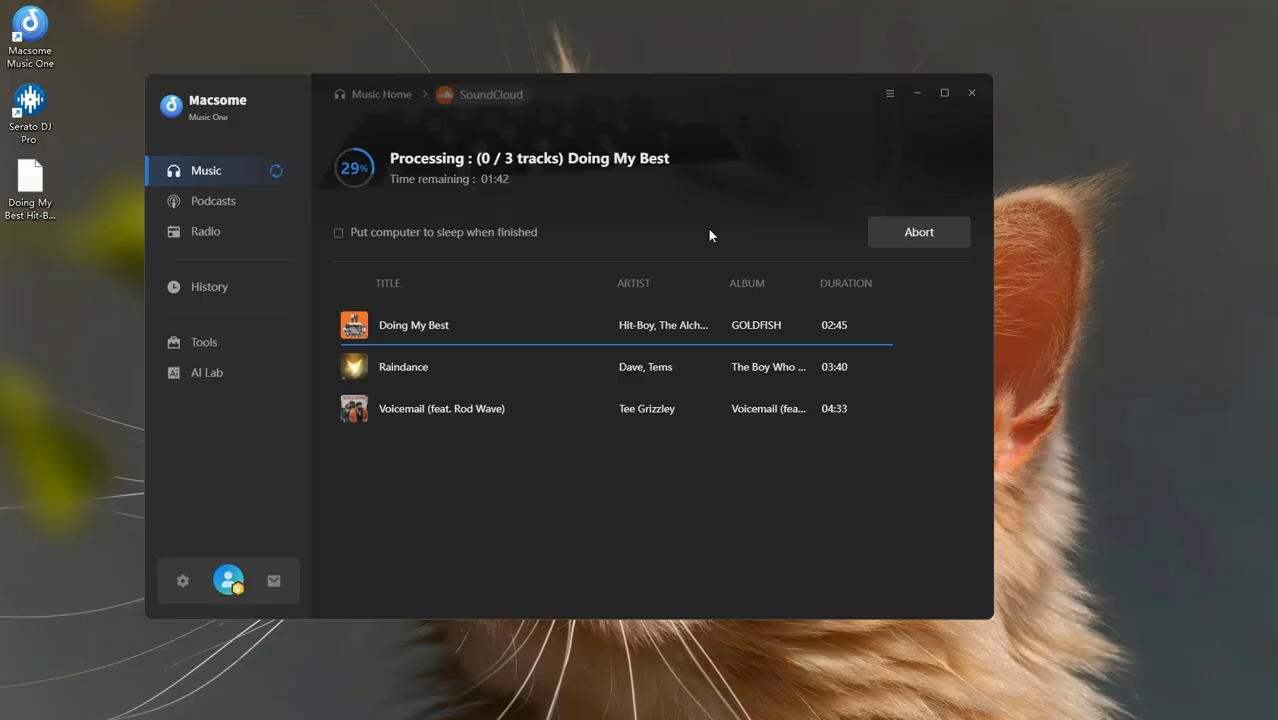 Macsome
Music One
Serato DJ
Pro
Doing My
Best Hit-B...
Macsome
Music One
Music
Podcasts
Radio
History
Tools
AI Lab
Music Home
SoundCloud
29%
Processing : (0 / 3 tracks) Doing My Best
Time remaining : 01:42
Put computer to sleep when finished
Abort
TITLE ARTIST ALBUM DURATION
Doing My Best Hit-Boy, The Alch... GOLDFISH 02:45
Raindance Dave, Tems The Boy Who ... 03:40
Voicemail (feat. Rod Wave) Tee Grizzley Voicemail (fea... 04:33